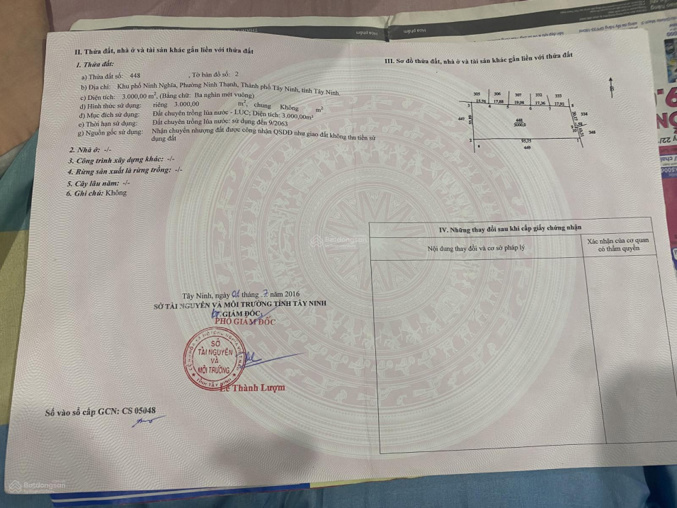 II. Thửa đất, nhà ở và tài sản khác gắn liền với thửa đất
1. Thửa đất:
a) Thửa đất số: 448 , Tờ bản đồ số: 2
b) Địa chỉ: Khu phố Ninh Nghĩa, Phường Ninh Thạnh, Thành phố Tây Ninh, tỉnh Tây Ninh.
c) Diện tích: 3.000,00 m², (Bằng chữ: Ba nghìn mét vuông)
d) Hình thức sử dụng: riêng 3.000,00 m², chung Không m²
đ) Mục đích sử dụng: Đất chuyên trồng lúa nước - LUC; Diện tích: 3.000,00m²
e) Thời hạn sử dụng: Đất chuyên trồng lúa nước: sử dụng đến 9/2063
g) Nguồn gốc sử dụng: Nhận chuyển nhượng đất được công nhận QSDĐ như giao đất không thu tiền sử dụng đất
2. Nhà ở: -/-
3. Công trình xây dựng khác: -/-
4. Rừng sản xuất là rừng trồng: -/-
5. Cây lâu năm: -/-
6. Ghi chú: Không
Tây Ninh, ngày 01 tháng 7 năm 2016
SỞ TÀI NGUYÊN VÀ MÔI TRƯỜNG TỈNH TÂY NINH
KT.GIÁM ĐỐC
PHÓ GIÁM ĐỐC
SỞ
TÀI NGUYÊN
VÀ
MÔI TRƯỜNG
Lê Thành Lượm
Số vào sổ cấp GCN: CS 05048
III. Sơ đồ thửa đất, nhà ở và tài sản khác gắn liền với thửa đất
448
IV. Những thay đổi sau khi cấp giấy chứng nhận
Nội dung thay đổi và cơ sở pháp lý
Xác nhận của cơ quan
có thẩm quyền
Batdongsan